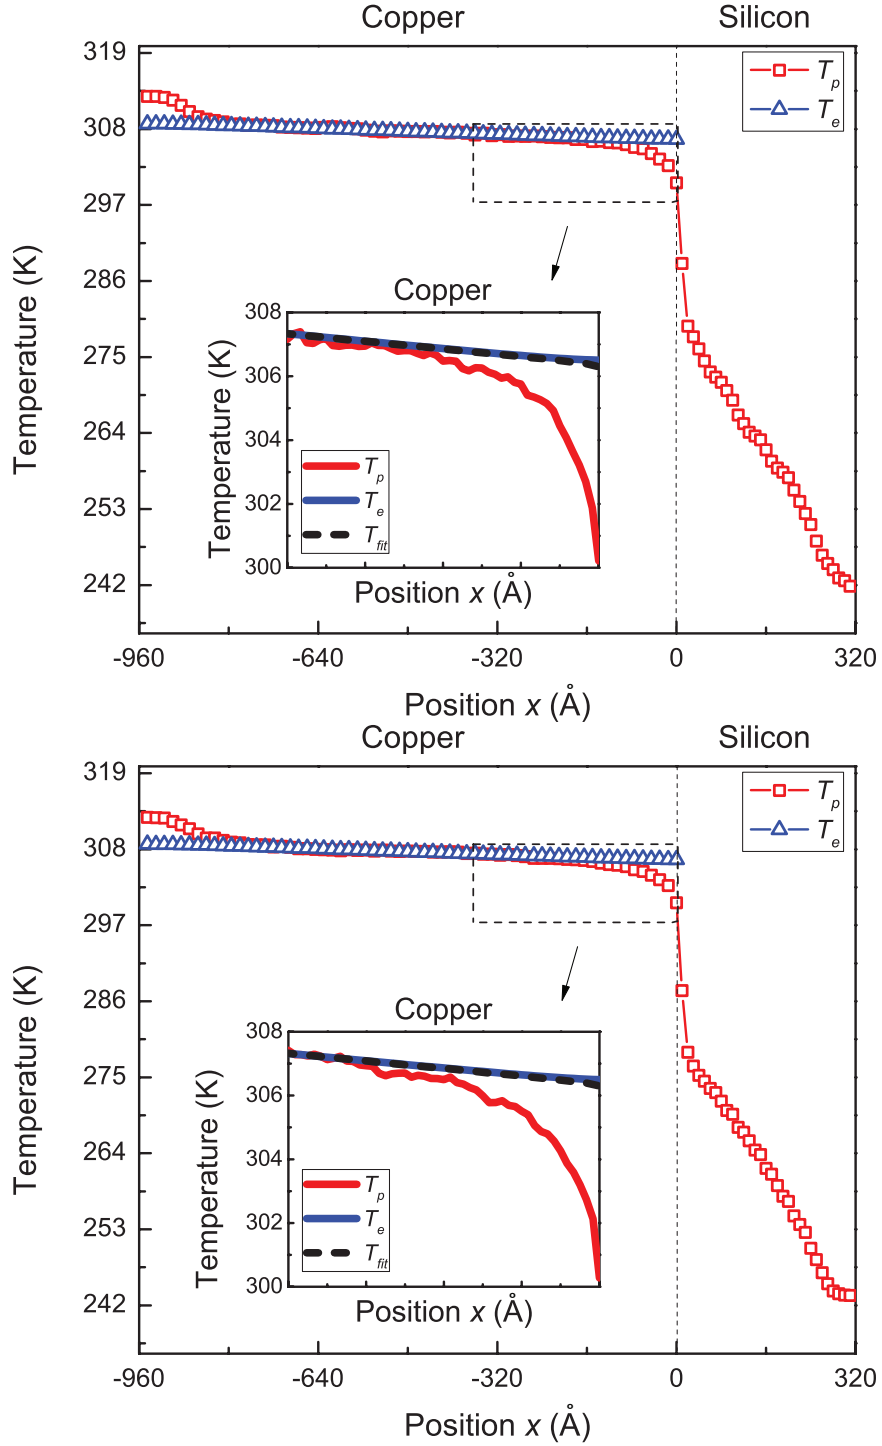 Copper Silicon
319
308
297
286
275
264
253
242
Temperature (K)
T_p
T_e
Copper
308
306
304
302
300
Temperature (K)
T_p
T_e
T_fit
Position x (Å)
-960 -640 -320 0 320
Position x (Å)
Copper Silicon
319
308
297
286
275
264
253
242
Temperature (K)
T_p
T_e
Copper
308
306
304
302
300
Temperature (K)
T_p
T_e
T_fit
Position x (Å)
-960 -640 -320 0 320
Position x (Å)